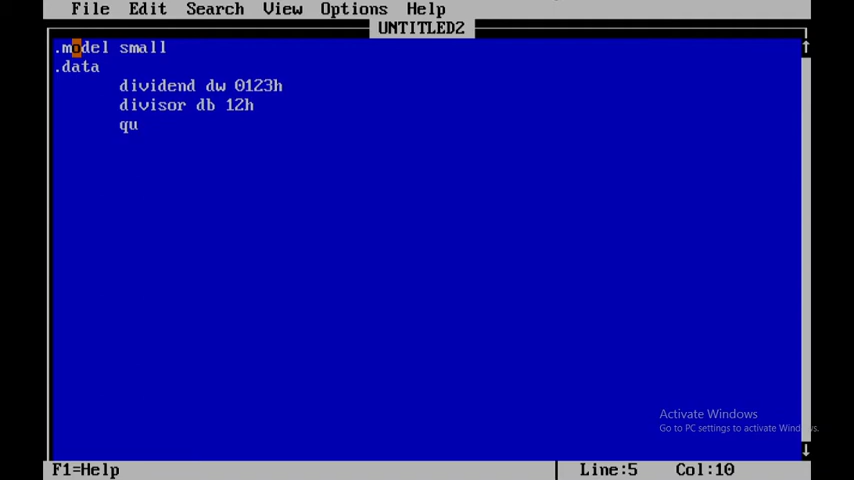 File Edit Search View Options Help
UNTITLED2
.model small
.data
dividend dw 0123h
divisor db 12h
qu
Activate Windows
Go to PC settings to activate Windows.
F1=Help Line:5 Col:10